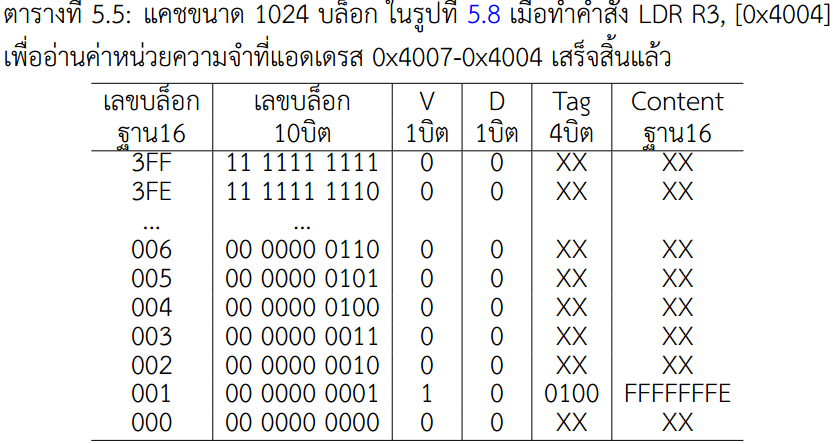 ตารางที่ 5.5: แคชขนาด 1024 บล็อก ในรูปที่ 5.8 เมื่อทำคำสั่ง LDR R3, [0x4004]
เพื่ออ่านค่าหน่วยความจำที่แอดเดรส 0x4007-0x4004 เสร็จสิ้นแล้ว
เลขบล็อก เลขบล็อก V D Tag Content
ฐาน16 10บิต 1บิต 1บิต 4บิต ฐาน16
3FF 11 1111 1111 0 0 XX XX
3FE 11 1111 1110 0 0 XX XX
... ...
006 00 0000 0110 0 0 XX XX
005 00 0000 0101 0 0 XX XX
004 00 0000 0100 0 0 XX XX
003 00 0000 0011 0 0 XX XX
002 00 0000 0010 0 0 XX XX
001 00 0000 0001 1 0 0100 FFFFFFFE
000 00 0000 0000 0 0 XX XX